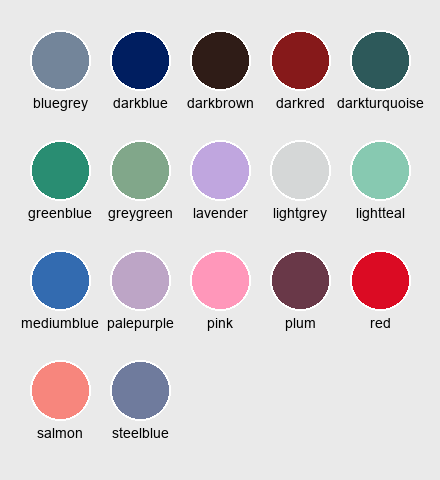 bluegrey darkblue darkbrown darkred darkturquoise
greenblue greygreen lavender lightgrey lightteal
mediumblue palepurple pink plum red
salmon steelblue